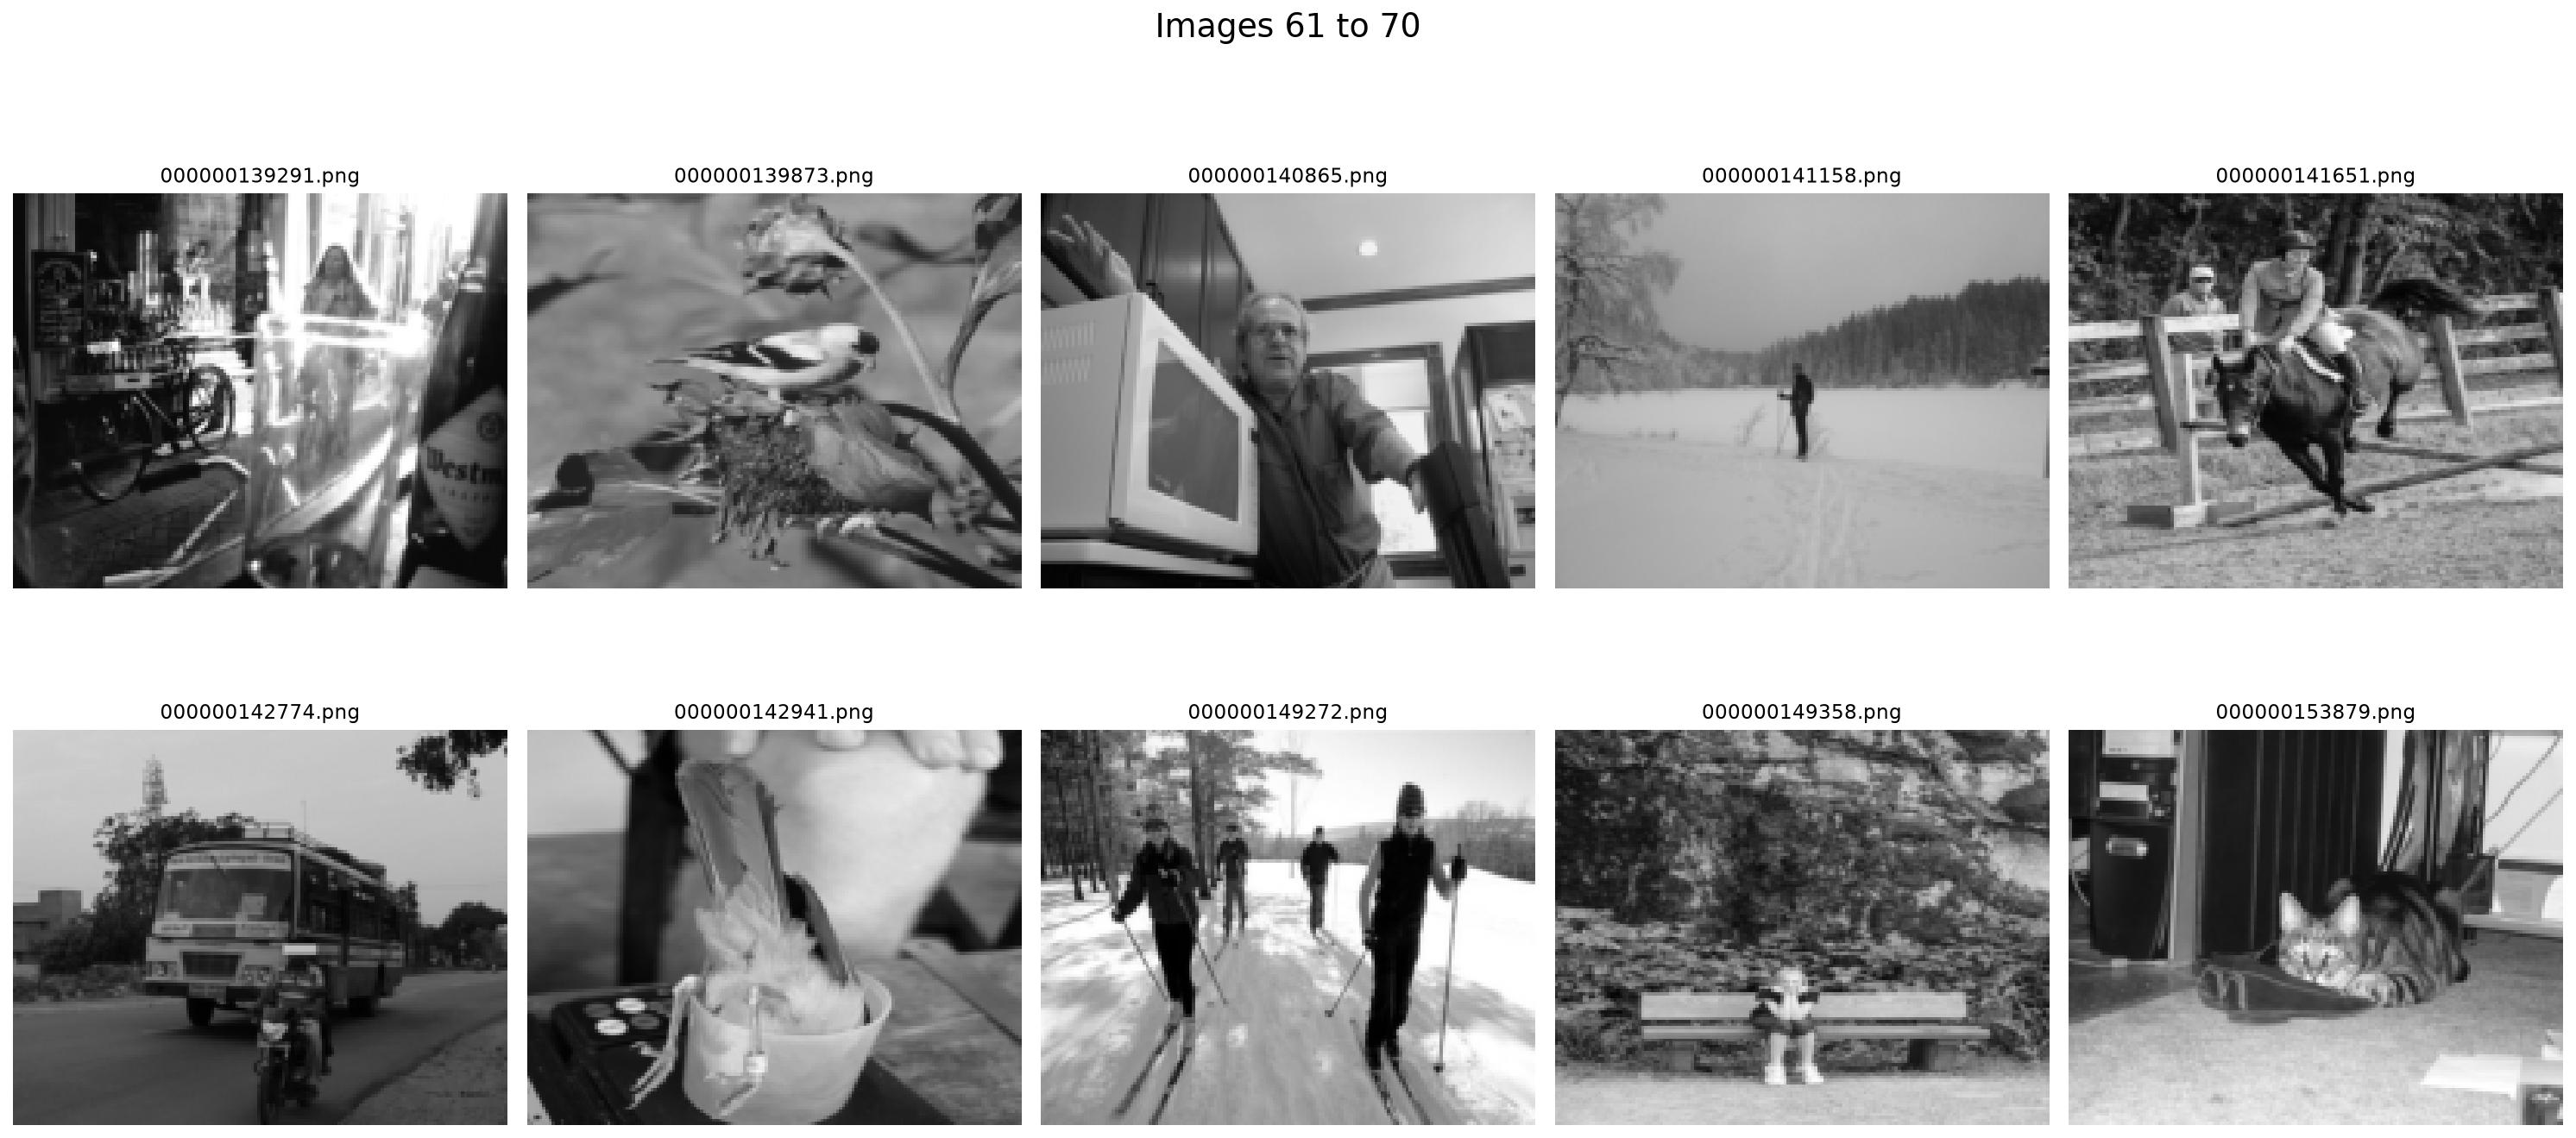 Images 61 to 70
000000139291.png
000000139873.png
000000140865.png
000000141158.png
000000141651.png
Westm
000000142774.png
000000142941.png
000000149272.png
000000149358.png
000000153879.png